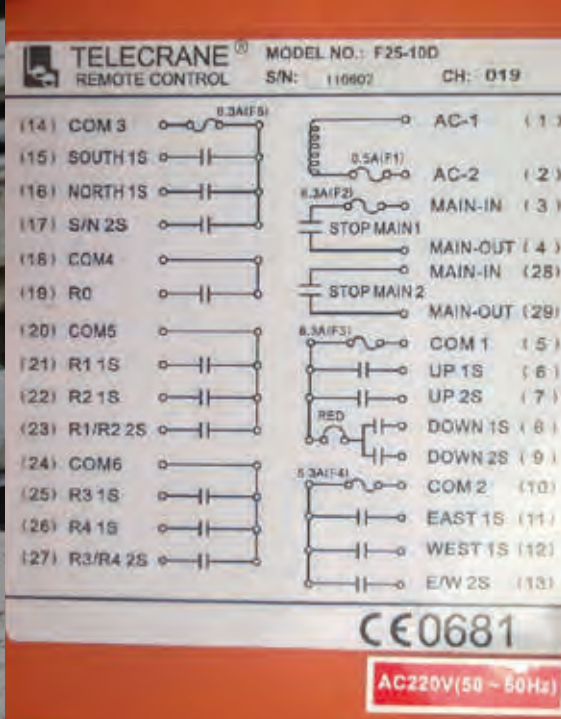 TELECRANE®
REMOTE CONTROL
MODEL NO.: F25-10D
S/N: 110602 CH: 019
(14) COM 3
6.3A(F5)
(15) SOUTH 1S
(16) NORTH 1S
(17) S/N 2S
(18) COM4
(19) R0
(20) COM5
(21) R1 1S
(22) R2 1S
(23) R1/R2 2S
(24) COM6
(25) R3 1S
(26) R4 1S
(27) R3/R4 2S
AC-1 (1)
0.5A(F1)
AC-2 (2)
6.3A(F2)
MAIN-IN (3)
STOP MAIN1
MAIN-OUT (4)
MAIN-IN (28)
STOP MAIN 2
MAIN-OUT (29)
6.3A(F3)
COM 1 (5)
UP 1S (6)
UP 2S (7)
RED
DOWN 1S (8)
DOWN 2S (9)
6.3A(F4)
COM 2 (10)
EAST 1S (11)
WEST 1S (12)
E/W 2S (13)
CE0681
AC220V(50~60Hz)